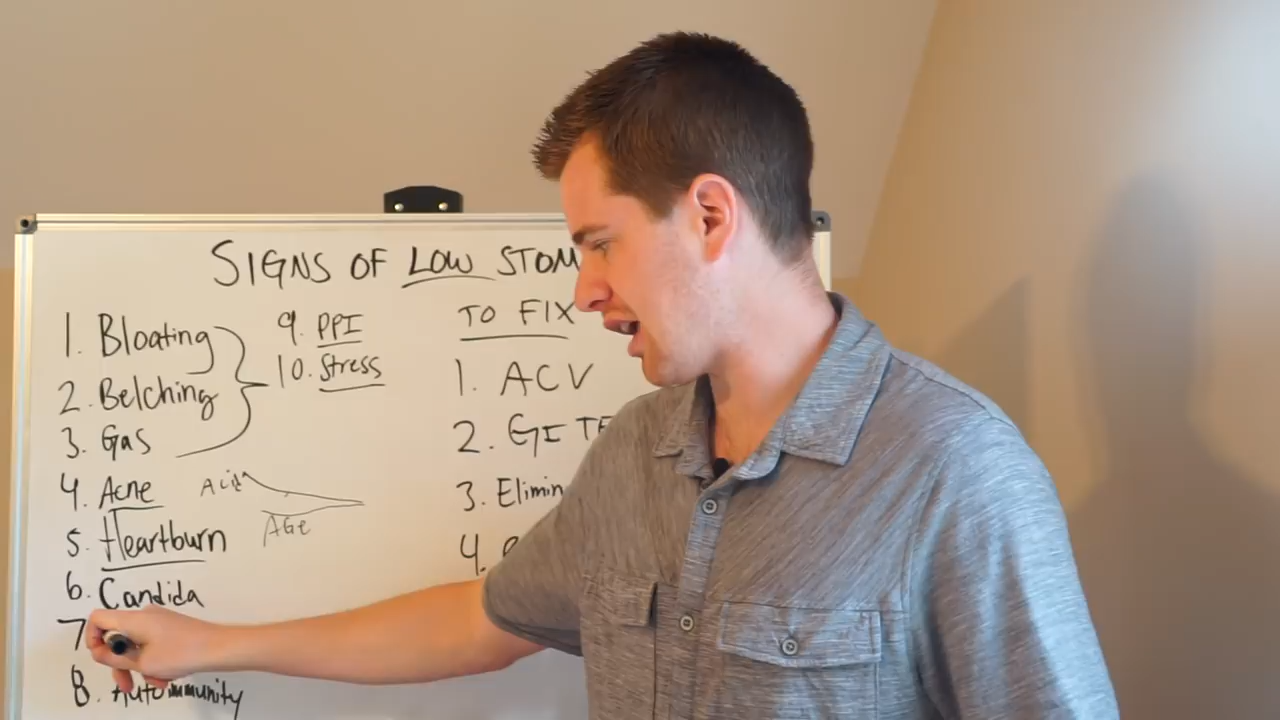 SIGNS OF LOW STOM
1. Bloating
2. Belching
3. Gas
4. Acne
5. Heartburn
6. Candida
7
8. Autoimmunity
9. PPI
10. Stress
Acid
AGE
TO FIX
1. ACV
2. GI TE
3. Elimin
4.